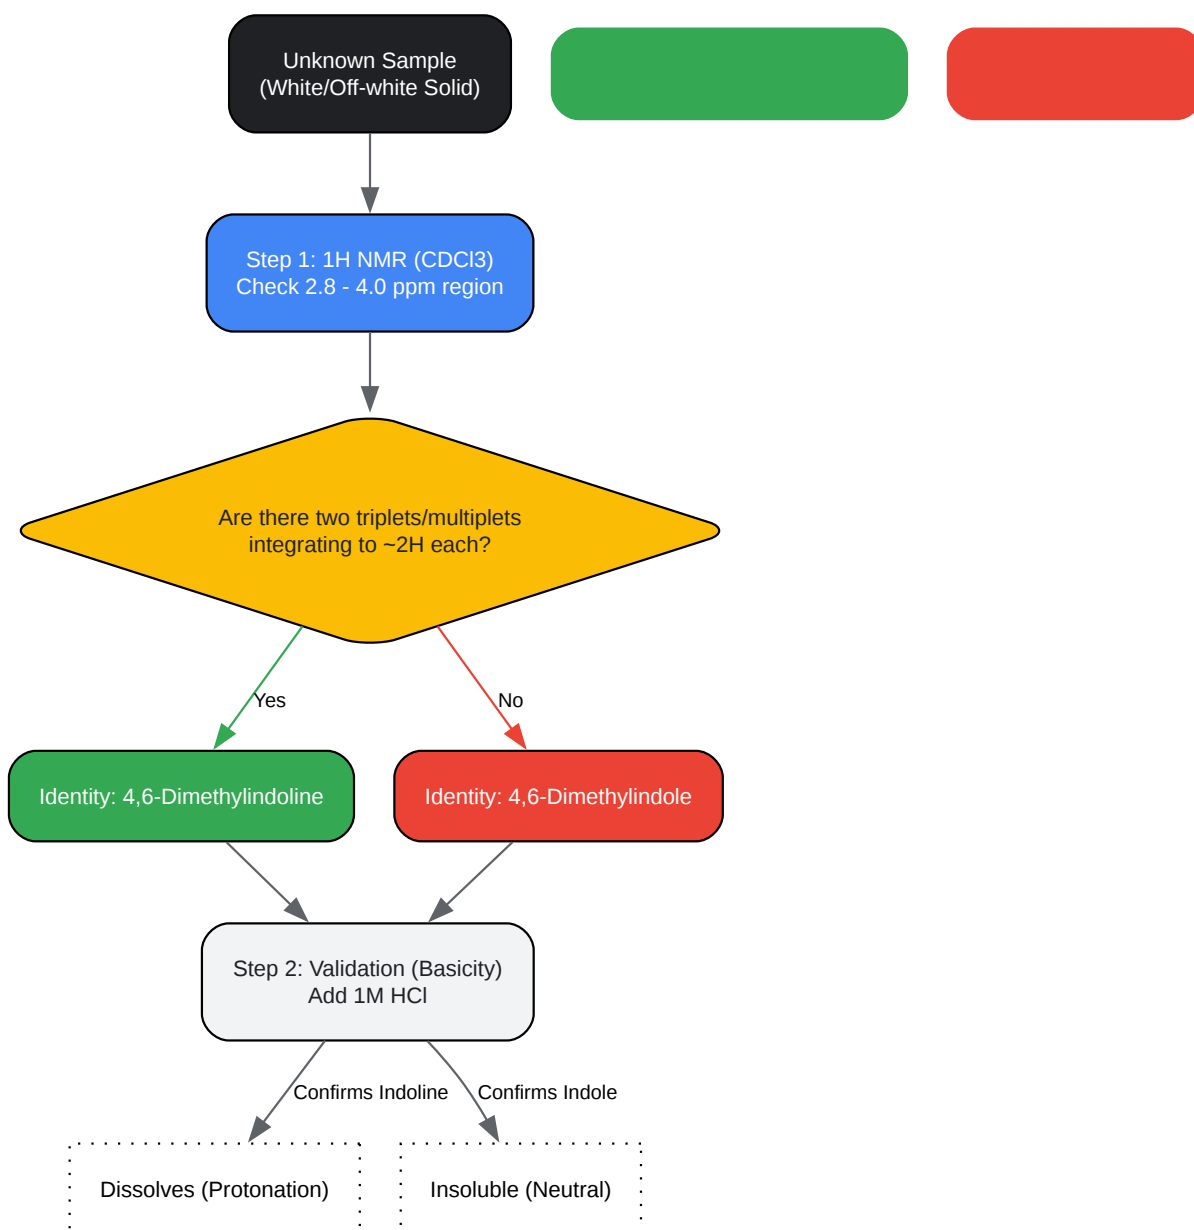 Unknown Sample
(White/Off-white Solid)
Step 1: 1H NMR (CDCl3)
Check 2.8 - 4.0 ppm region
Are there two triplets/multiplets
integrating to ~2H each?
Yes
No
Identity: 4,6-Dimethylindoline
Identity: 4,6-Dimethylindole
Step 2: Validation (Basicity)
Add 1M HCl
Confirms Indoline
Confirms Indole
Dissolves (Protonation)
Insoluble (Neutral)